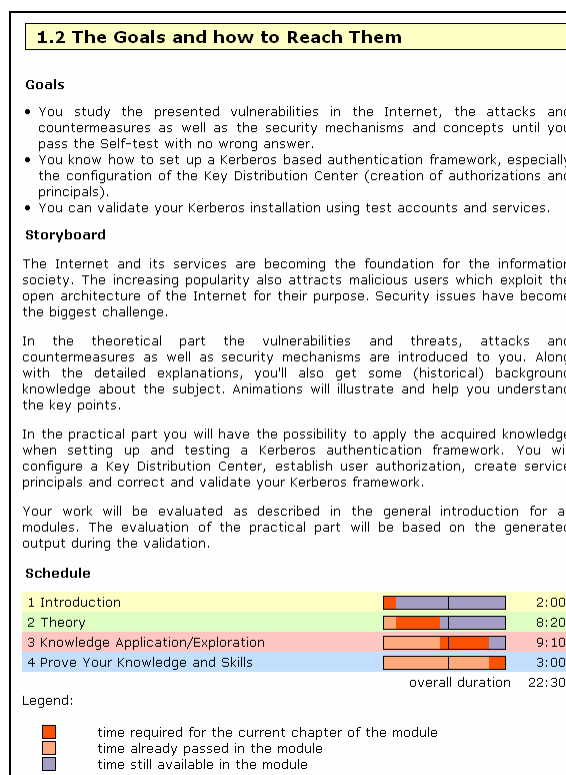 1.2 The Goals and how to Reach Them
Goals
• You study the presented vulnerabilities in the Internet, the attacks and
countermeasures as well as the security mechanisms and concepts until you
pass the Self-test with no wrong answer.
• You know how to set up a Kerberos based authentication framework, especially
the configuration of the Key Distribution Center (creation of authorizations and
principals).
• You can validate your Kerberos installation using test accounts and services.
Storyboard
The Internet and its services are becoming the foundation for the information
society. The increasing popularity also attracts malicious users which exploit the
open architecture of the Internet for their purpose. Security issues have become
the biggest challenge.
In the theoretical part the vulnerabilities and threats, attacks and
countermeasures as well as security mechanisms are introduced to you. Along
with the detailed explanations, you'll also get some (historical) background
knowledge about the subject. Animations will illustrate and help you understand
the key points.
In the practical part you will have the possibility to apply the acquired knowledge
when setting up and testing a Kerberos authentication framework. You wil
configure a Key Distribution Center, establish user authorization, create service
principals and correct and validate your Kerberos framework.
Your work will be evaluated as described in the general introduction for al
modules. The evaluation of the practical part will be based on the generated
output during the validation.
Schedule
1 Introduction 2:00
2 Theory 8:20
3 Knowledge Application/Exploration 9:10
4 Prove Your Knowledge and Skills 3:00
overall duration 22:30
Legend:
time required for the current chapter of the module
time already passed in the module
time still available in the module